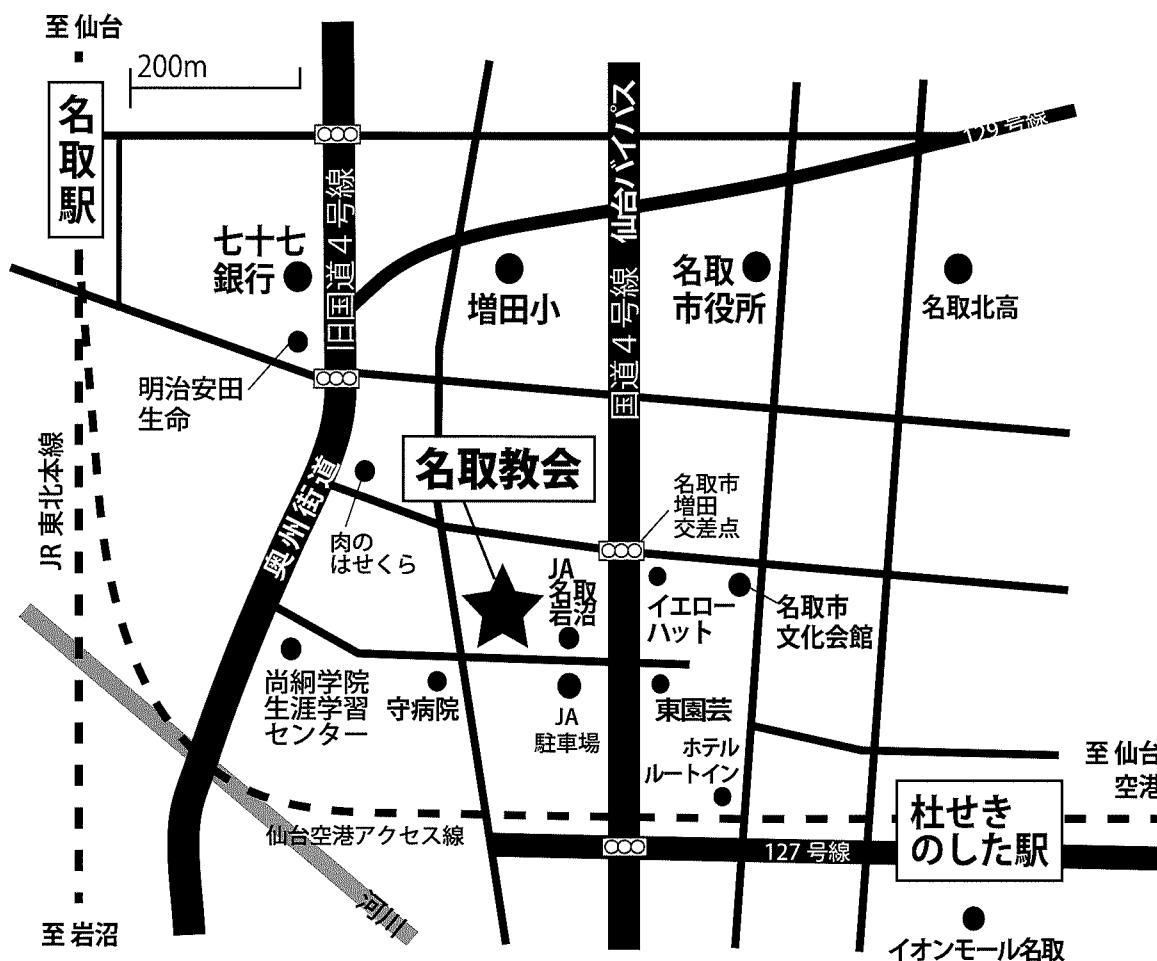 至 仙台
200m
名取駅
129 号線
仙台バイパス
国道４号線
旧国道４号線
七十七
銀行
増田小
名取
市役所
名取北高
明治安田
生命
名取教会
名取市
増田
交差点
JR 東北本線
奥州街道
肉の
はせくら
JA
名取
岩沼
イエロー
ハット
名取市
文化会館
尚絅学院
生涯学習
センター
守病院
JA
駐車場
東園芸
ホテル
ルートイン
至 仙台
空港
杜せき
のした駅
仙台空港アクセス線
127 号線
河川
至 岩沼
イオンモール名取